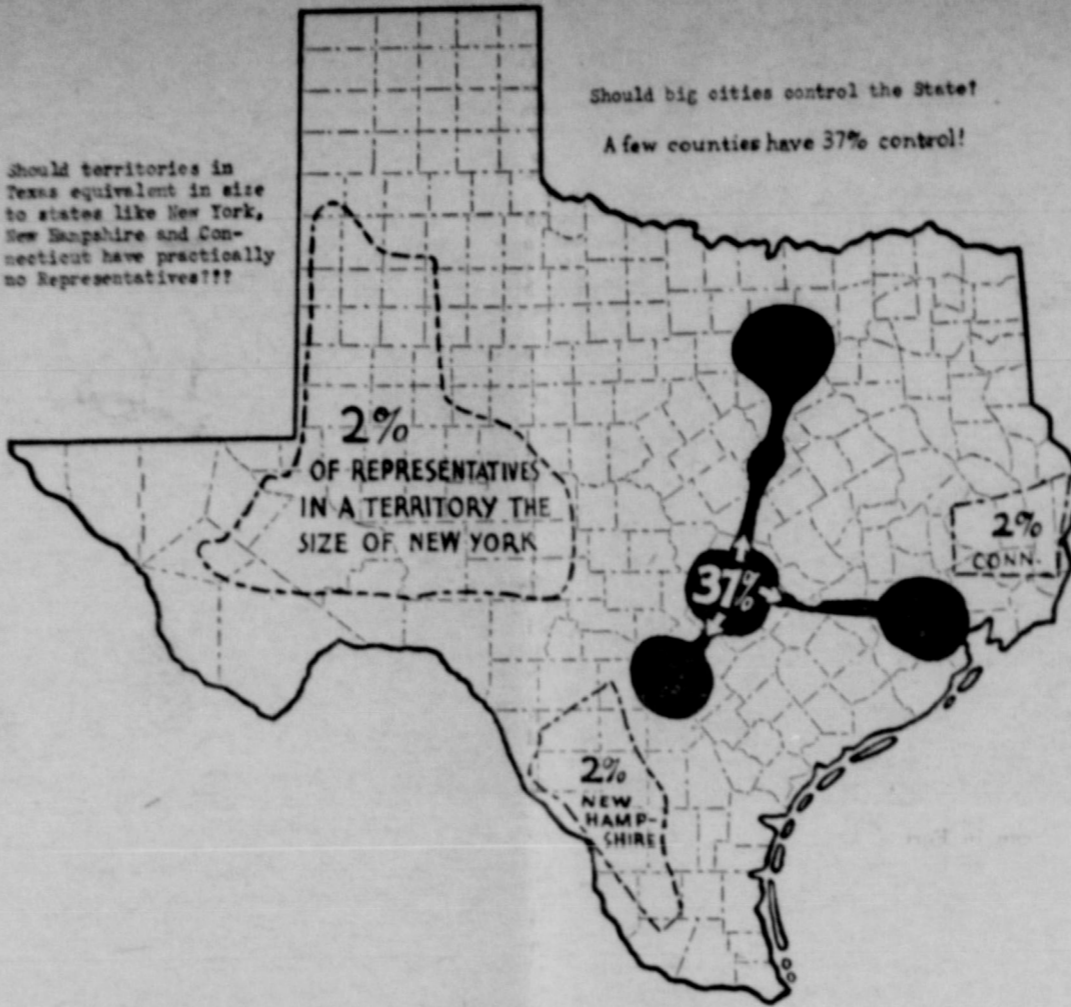 Should big cities control the State?
A few counties have 37% control!
Should territories in
Texas equivalent in size
to states like New York,
New Hampshire and Con-
necticut have practically
no Representatives???
2%
OF REPRESENTATIVES
IN A TERRITORY THE
SIZE OF NEW YORK
2%
CONN.
37%
2%
NEW
HAMP-
SHIRE